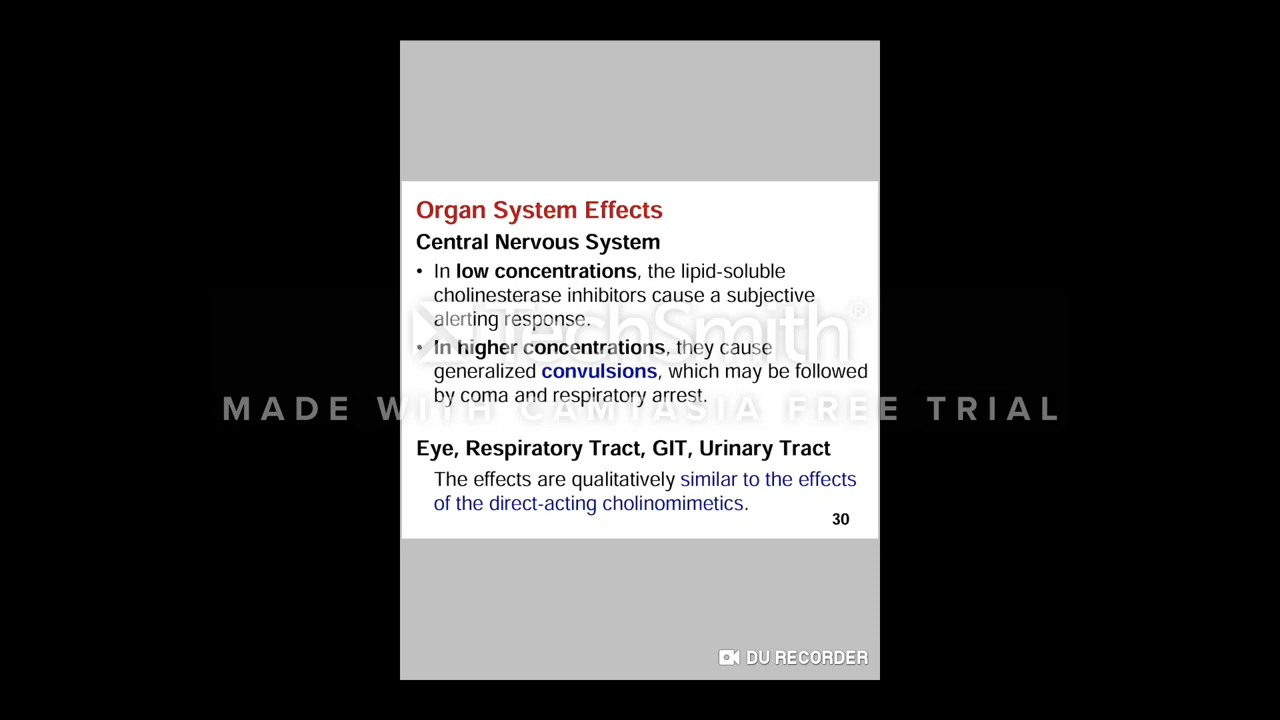 Organ System Effects
Central Nervous System
• In low concentrations, the lipid-soluble
cholinesterase inhibitors cause a subjective
alerting response.
• In higher concentrations, they cause
generalized convulsions, which may be followed
by coma and respiratory arrest.
Eye, Respiratory Tract, GIT, Urinary Tract
The effects are qualitatively similar to the effects
of the direct-acting cholinomimetics.
30
TechSmith®
MADE WITH CAMTASIA FREE TRIAL
DU RECORDER